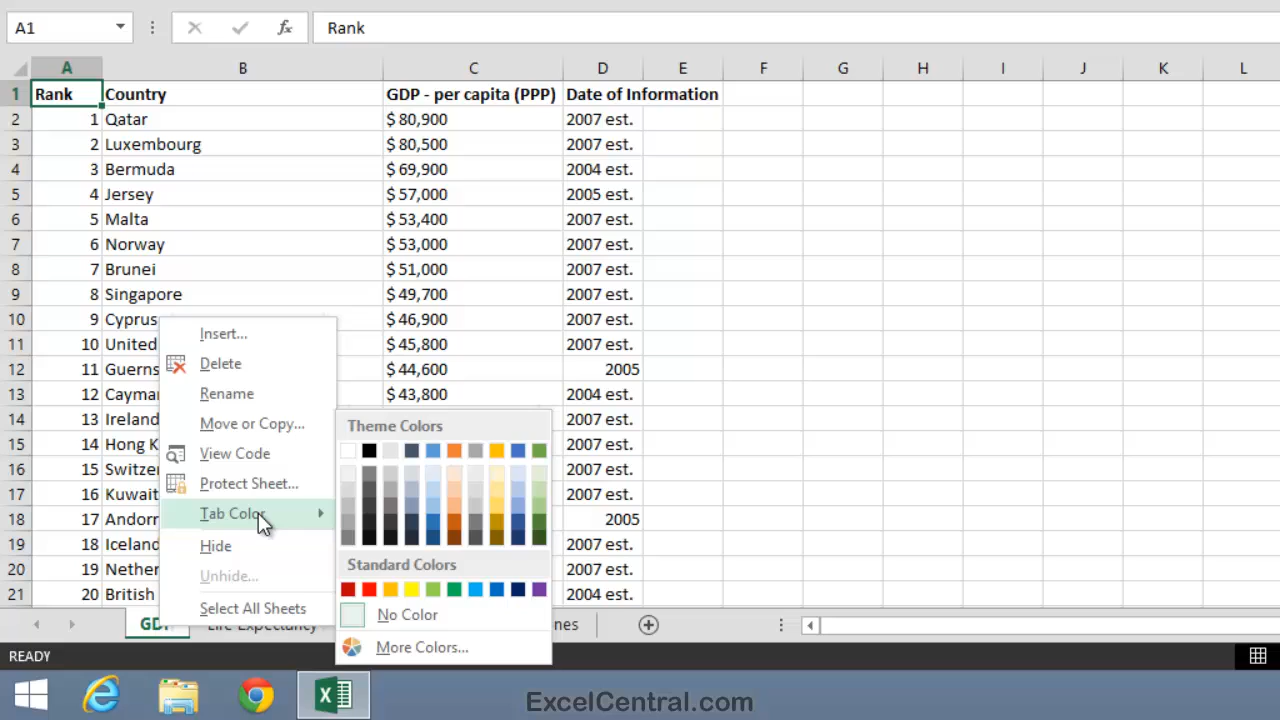 A1 Rank
A B C D E F G H I J K L
1 Rank Country GDP - per capita (PPP) Date of Information
2 1 Qatar $ 80,900 2007 est.
3 2 Luxembourg $ 80,500 2007 est.
4 3 Bermuda $ 69,900 2004 est.
5 4 Jersey $ 57,000 2005 est.
6 5 Malta $ 53,400 2007 est.
7 6 Norway $ 53,000 2007 est.
8 7 Brunei $ 51,000 2007 est.
9 8 Singapore $ 49,700 2007 est.
10 9 Cyprus $ 46,900 2007 est.
11 10 United $ 45,800 2007 est.
12 11 Guerns $ 44,600 2005
13 12 Cayma $ 43,800 2004 est.
14 13 Ireland 2007 est.
15 14 Hong K 2007 est.
16 15 Switze 2007 est.
17 16 Kuwait 2007 est.
18 17 Andorr 2005
19 18 Iceland 2007 est.
20 19 Nether 2007 est.
21 20 British 2004 est.
Insert...
Delete
Rename
Move or Copy...
View Code
Protect Sheet...
Tab Color
Hide
Unhide...
Select All Sheets
Theme Colors
Standard Colors
No Color
More Colors...
GD Life Expectancy nes
READY
ExcelCentral.com